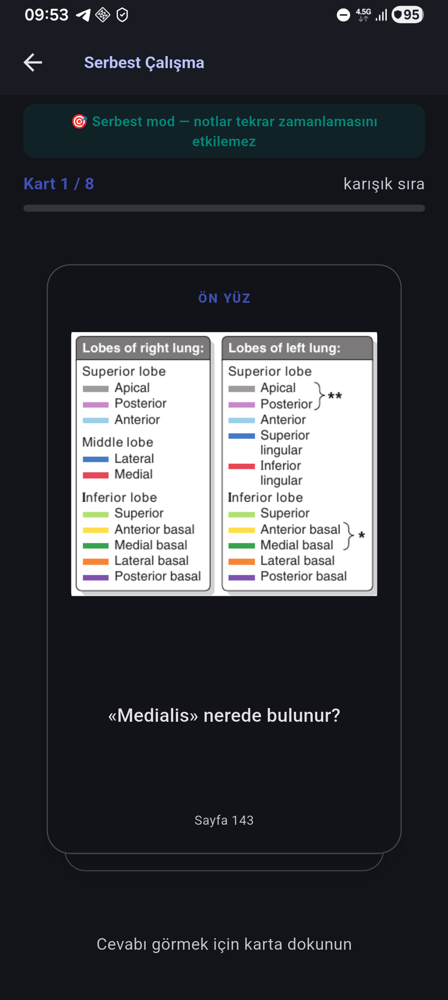 09:53
4.5G
95
Serbest Çalışma
🎯 Serbest mod — notlar tekrar zamanlamasını
etkilemez
Kart 1 / 8
karışık sıra
ÖN YÜZ
Lobes of right lung:
Superior lobe
Apical
Posterior
Anterior
Middle lobe
Lateral
Medial
Inferior lobe
Superior
Anterior basal
Medial basal
Lateral basal
Posterior basal
Lobes of left lung:
Superior lobe
Apical
Posterior
**
Anterior
Superior
lingular
Inferior
lingular
Inferior lobe
Superior
Anterior basal
Medial basal
*
Lateral basal
Posterior basal
«Medialis» nerede bulunur?
Sayfa 143
Cevabı görmek için karta dokunun